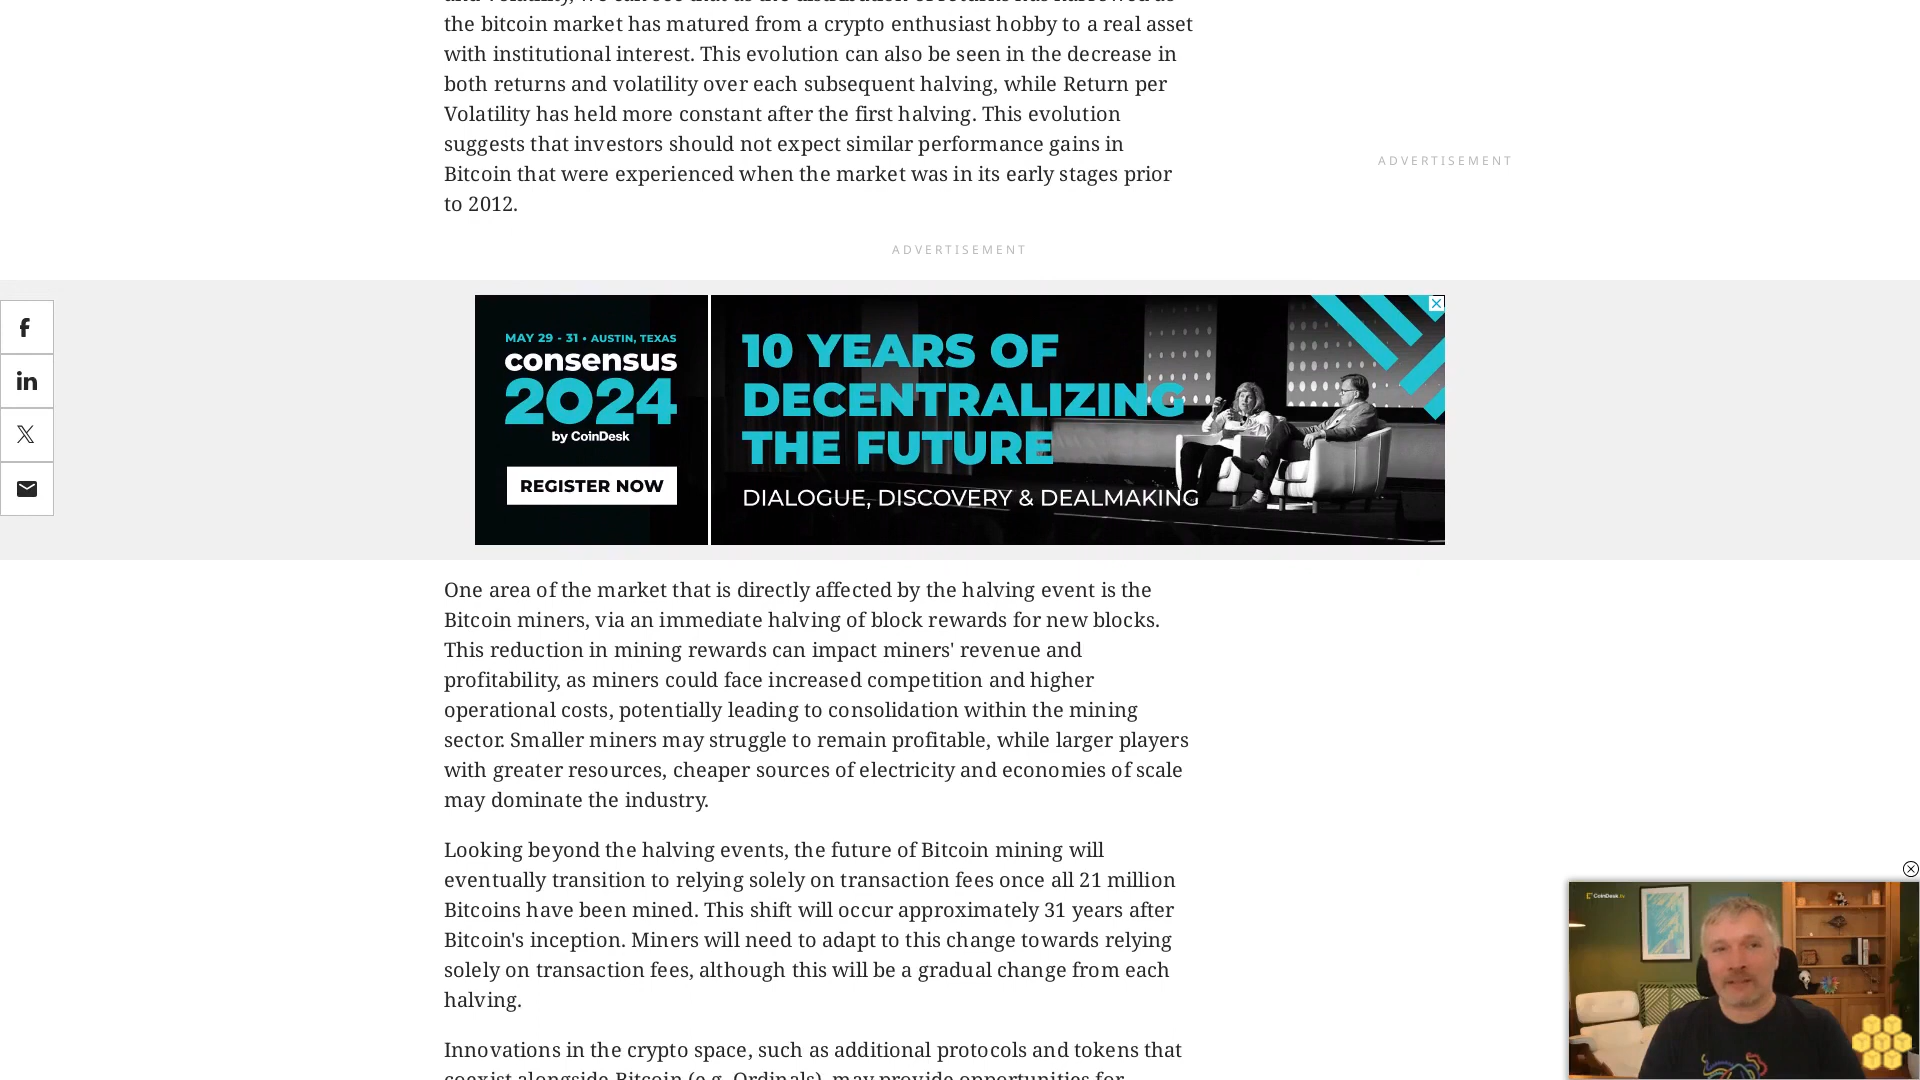 the bitcoin market has matured from a crypto enthusiast hobby to a real asset
with institutional interest. This evolution can also be seen in the decrease in
both returns and volatility over each subsequent halving, while Return per
Volatility has held more constant after the first halving. This evolution
suggests that investors should not expect similar performance gains in
Bitcoin that were experienced when the market was in its early stages prior
to 2012.
ADVERTISEMENT
ADVERTISEMENT
MAY 29 - 31 • AUSTIN, TEXAS
consensus
2024
by CoinDesk
REGISTER NOW
10 YEARS OF
DECENTRALIZING
THE FUTURE
DIALOGUE, DISCOVERY & DEALMAKING
One area of the market that is directly affected by the halving event is the
Bitcoin miners, via an immediate halving of block rewards for new blocks.
This reduction in mining rewards can impact miners' revenue and
profitability, as miners could face increased competition and higher
operational costs, potentially leading to consolidation within the mining
sector. Smaller miners may struggle to remain profitable, while larger players
with greater resources, cheaper sources of electricity and economies of scale
may dominate the industry.
Looking beyond the halving events, the future of Bitcoin mining will
eventually transition to relying solely on transaction fees once all 21 million
Bitcoins have been mined. This shift will occur approximately 31 years after
Bitcoin's inception. Miners will need to adapt to this change towards relying
solely on transaction fees, although this will be a gradual change from each
halving.
Innovations in the crypto space, such as additional protocols and tokens that
coexist alongside Bitcoin (e.g. Ordinals), may provide opportunities for
CoinDesk